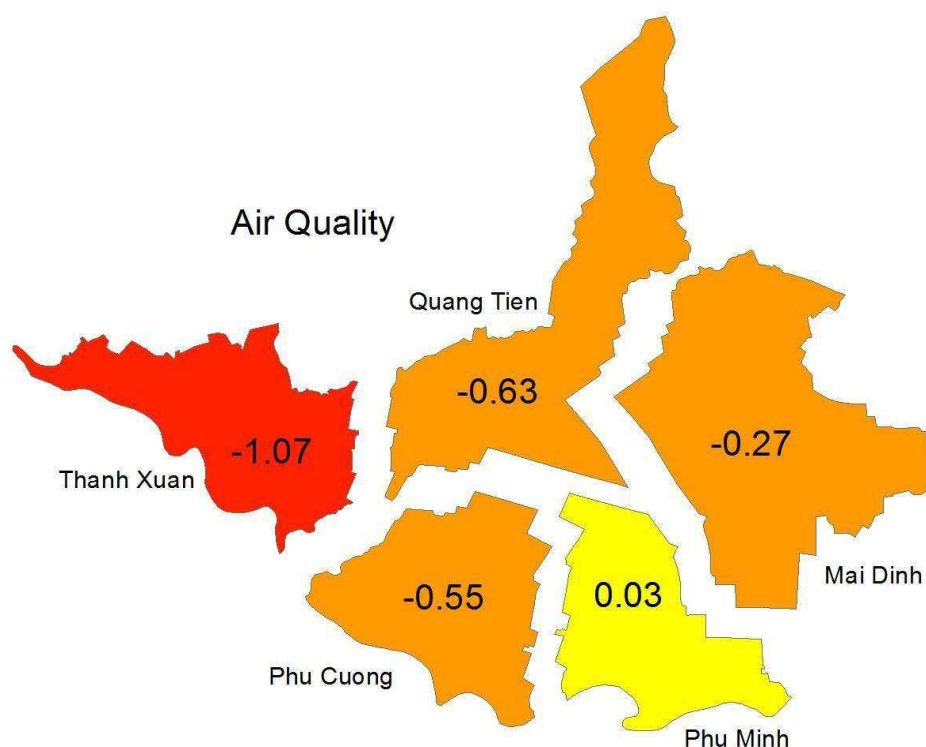 Air Quality
Quang Tien
-0.63
-1.07
-0.27
Thanh Xuan
Mai Dinh
-0.55
0.03
Phu Cuong
Phu Minh